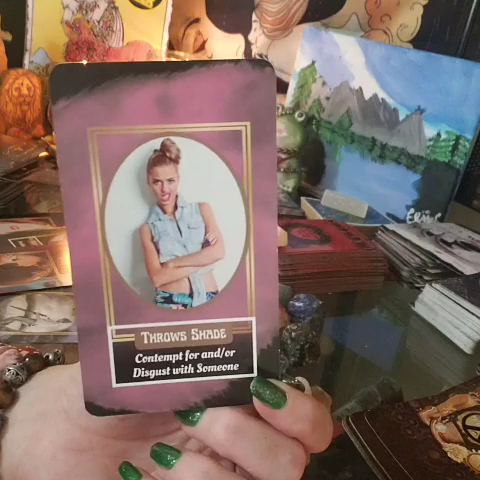 THROWS SHADE
Contempt for and/or
Disgust with Someone